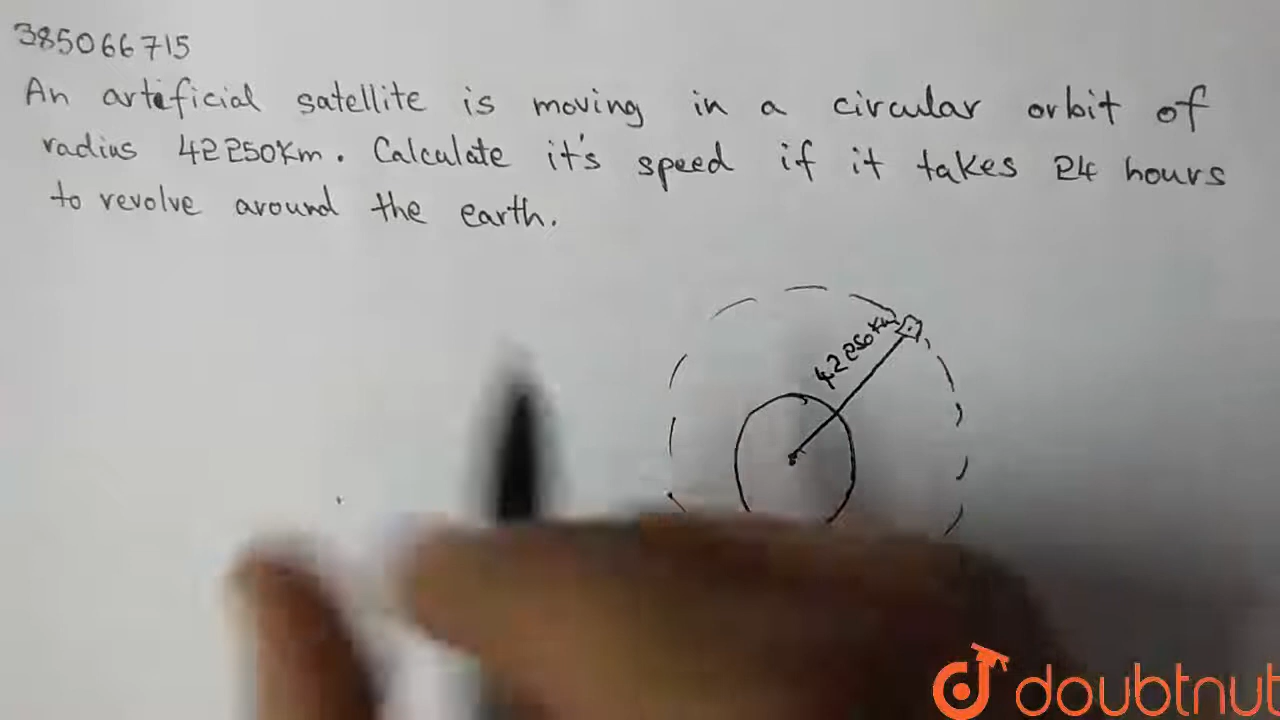 385066715
An artificial satellite is moving in a circular orbit of
radius 42250Km. Calculate it's speed if it takes 24 hours
to revolve around the earth.
42250Km
doubtnut